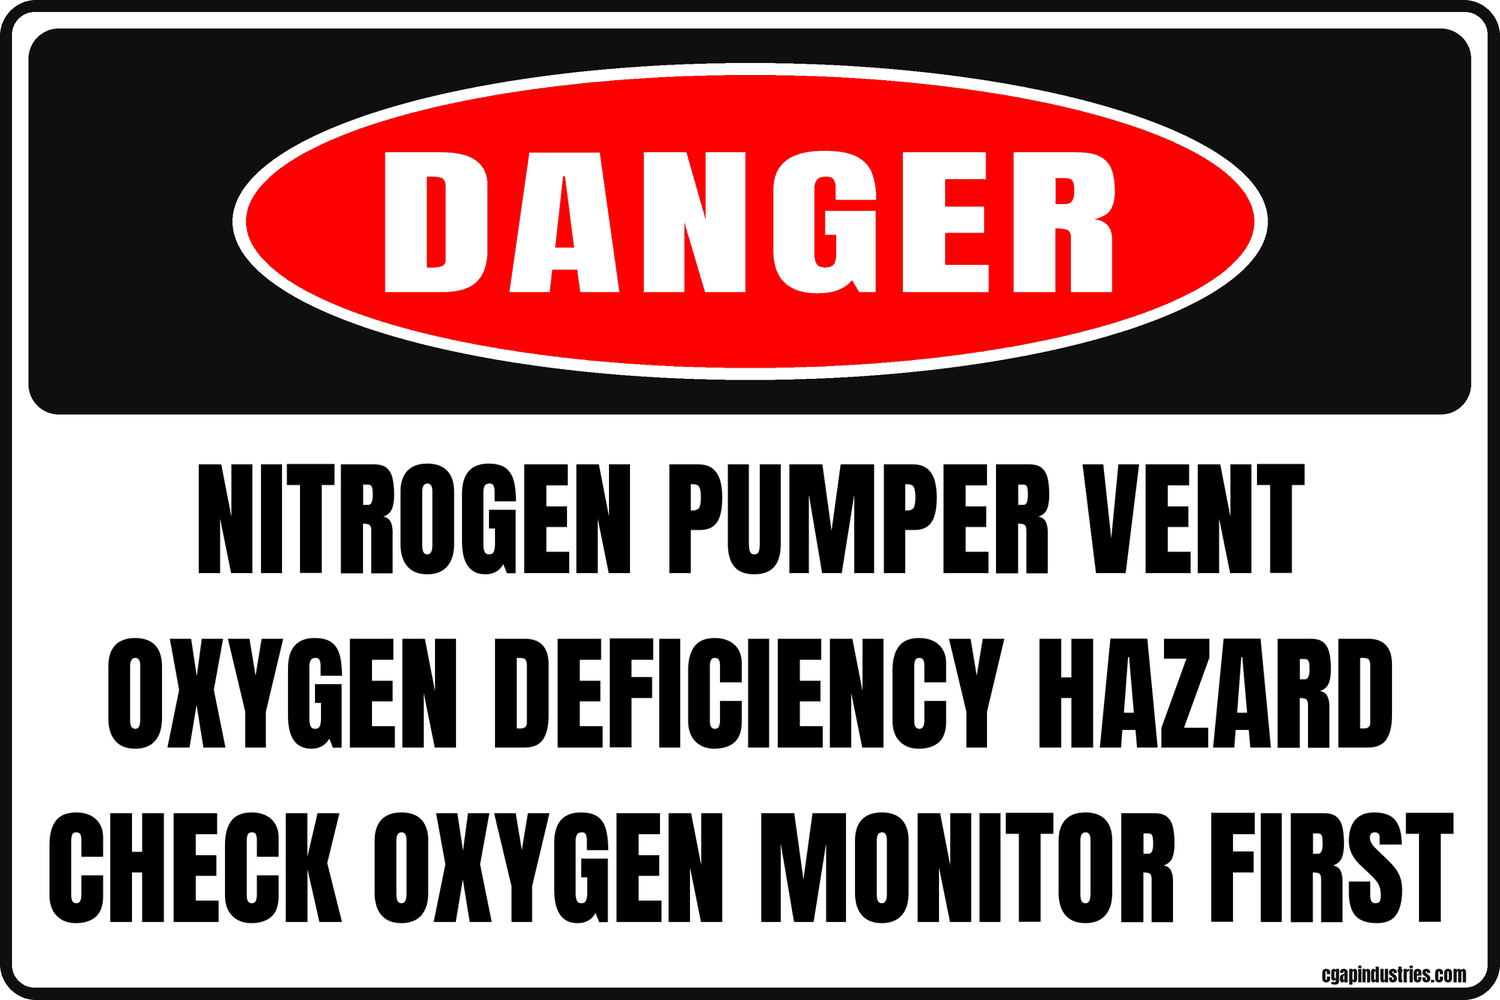 DANGER
NITROGEN PUMPER VENT
OXYGEN DEFICIENCY HAZARD
CHECK OXYGEN MONITOR FIRST
cgapindustries.com